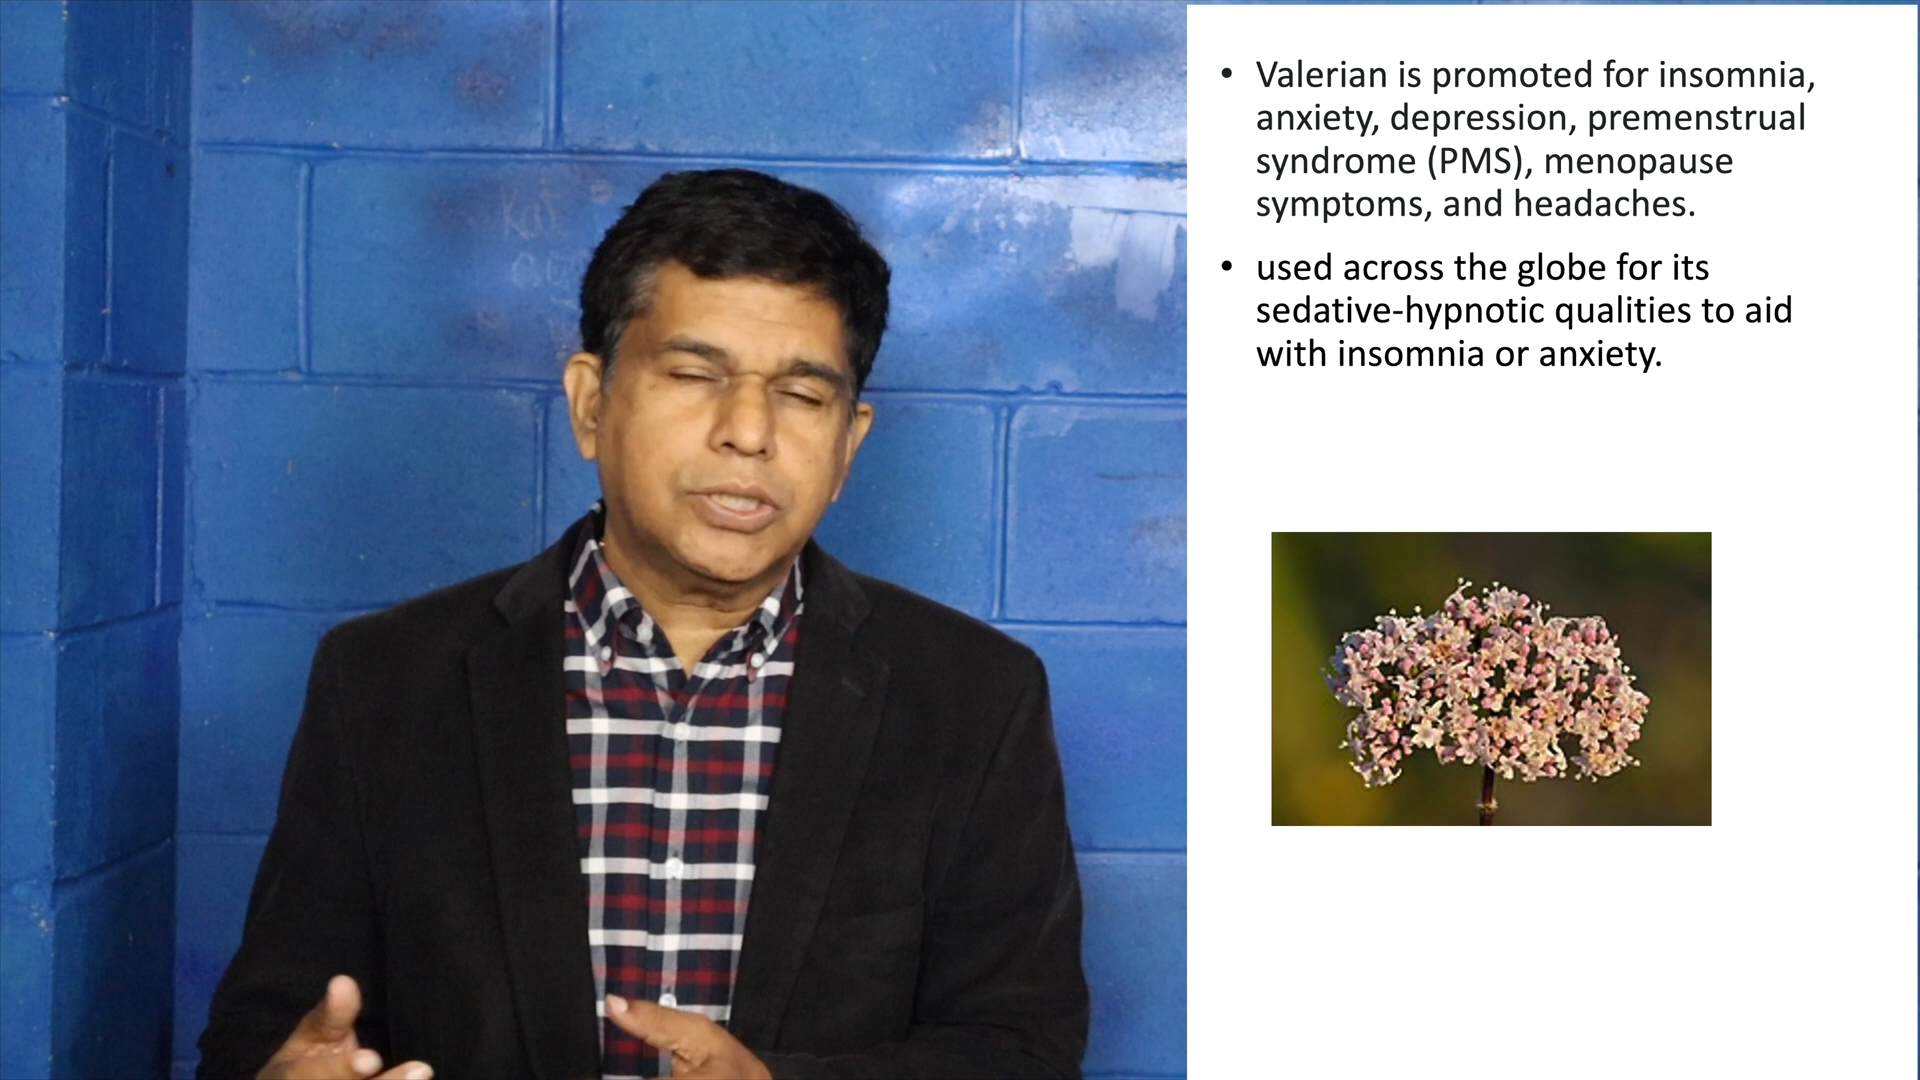 • Valerian is promoted for insomnia,
anxiety, depression, premenstrual
syndrome (PMS), menopause
symptoms, and headaches.
• used across the globe for its
sedative-hypnotic qualities to aid
with insomnia or anxiety.